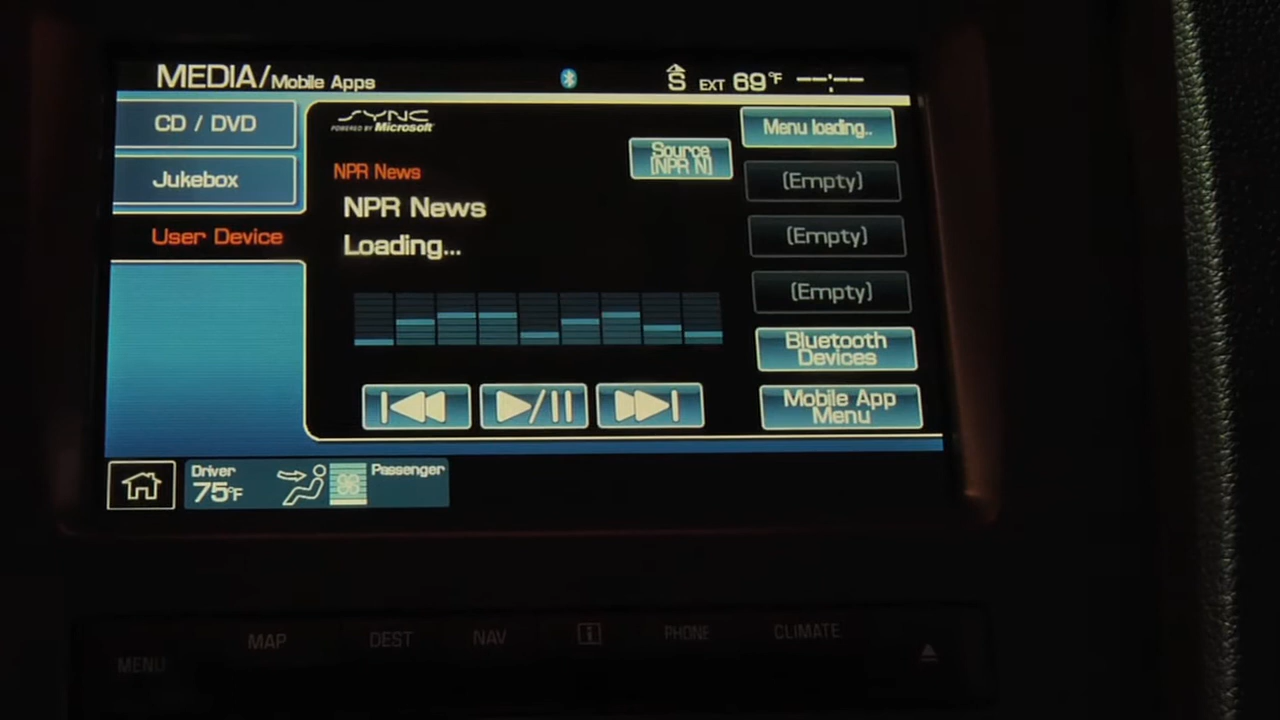 MEDIA/Mobile Apps
S EXT 69°F --:--
CD / DVD
Jukebox
User Device
SYNC
POWERED BY Microsoft
Source
[NPR N]
NPR News
NPR News
Loading...
Menu loading..
(Empty)
(Empty)
(Empty)
Bluetooth
Devices
Mobile App
Menu
Driver
75°F
Passenger
MENU
MAP
DEST
NAV
i
PHONE
CLIMATE